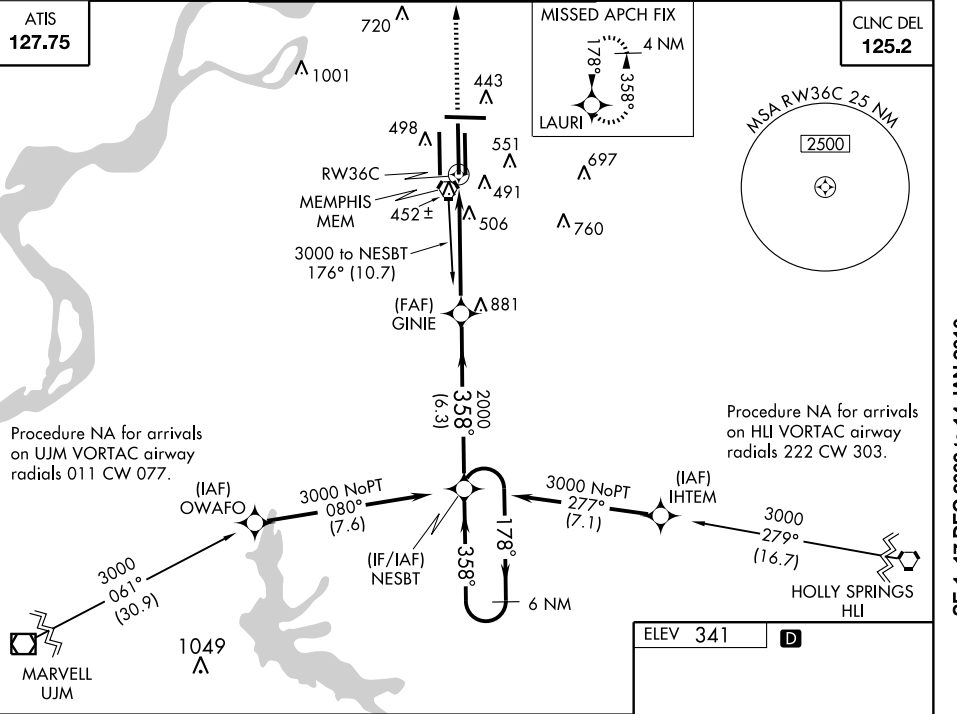 ATIS
127.75
720
1001
443
498
551
RW36C
MEMPHIS
MEM
452 ±
491
506
697
760
3000 to NESBT
176° (10.7)
(FAF)
GINIE
881
MISSED APCH FIX
178°
4 NM
358°
LAURI
CLNC DEL
125.2
MSA RW36C 25 NM
2500
2000
358°
(6.3)
Procedure NA for arrivals
on UJM VORTAC airway
radials 011 CW 077.
Procedure NA for arrivals
on HLI VORTAC airway
radials 222 CW 303.
(IAF)
OWAFO
3000 NoPT
080°
(7.6)
3000 NoPT
277°
(7.1)
(IAF)
IHTEM
3000
279°
(16.7)
HOLLY SPRINGS
HLI
(IF/IAF)
NESBT
358°
178°
6 NM
3000
061°
(30.9)
MARVELL
UJM
1049
ELEV 341
D